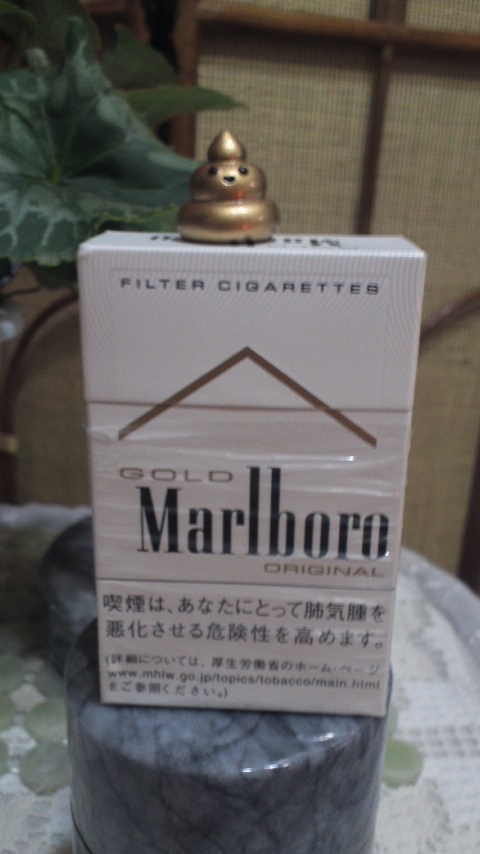 FILTER CIGARETTES
GOLD
Marlboro
ORIGINAL
喫煙は、あなたにとって肺気腫を
悪化させる危険性を高めます。
(詳細については、厚生労働省のホーム・ページ
www.mhlw.go.jp/topics/tobacco/main.html
をご参照ください。)